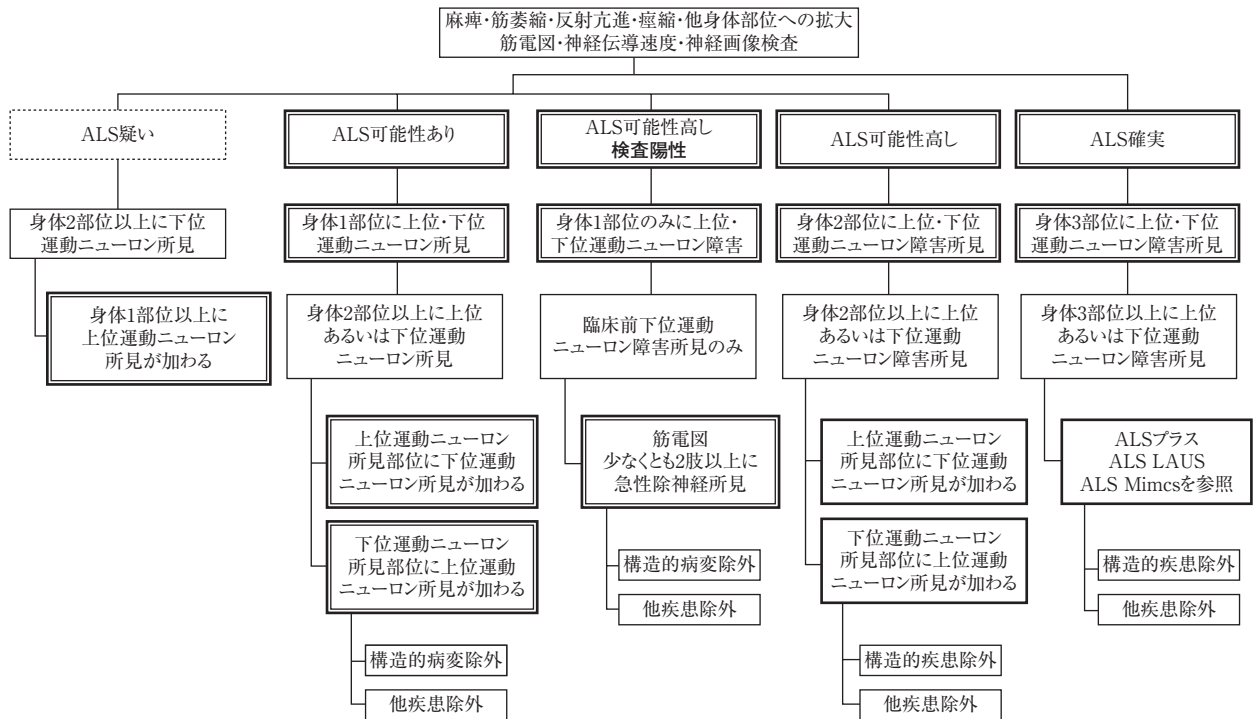 麻痺・筋萎縮・反射亢進・痙縮・他身体部位への拡大
筋電図・神経伝導速度・神経画像検査
ALS疑い
身体2部位以上に下位
運動ニューロン所見
身体1部位以上に
上位運動ニューロン
所見が加わる
ALS可能性あり
身体1部位に上位・下位
運動ニューロン所見
身体2部位以上に上位
あるいは下位運動
ニューロン所見
上位運動ニューロン
所見部位に下位運動
ニューロン所見が加わる
下位運動ニューロン
所見部位に上位運動
ニューロン所見が加わる
構造的病変除外
他疾患除外
ALS可能性高し
検査陽性
身体1部位のみに上位・
下位運動ニューロン障害
臨床前下位運動
ニューロン障害所見のみ
筋電図
少なくとも2肢以上に
急性除神経所見
構造的病変除外
他疾患除外
ALS可能性高し
身体2部位に上位・下位
運動ニューロン障害所見
身体2部位以上に上位
あるいは下位運動
ニューロン障害所見
上位運動ニューロン
所見部位に下位運動
ニューロン所見が加わる
下位運動ニューロン
所見部位に上位運動
ニューロン所見が加わる
構造的疾患除外
他疾患除外
ALS確実
身体3部位に上位・下位
運動ニューロン障害所見
身体3部位以上に上位
あるいは下位運動
ニューロン障害所見
ALSプラス
ALS LAUS
ALS Mimcsを参照
構造的疾患除外
他疾患除外